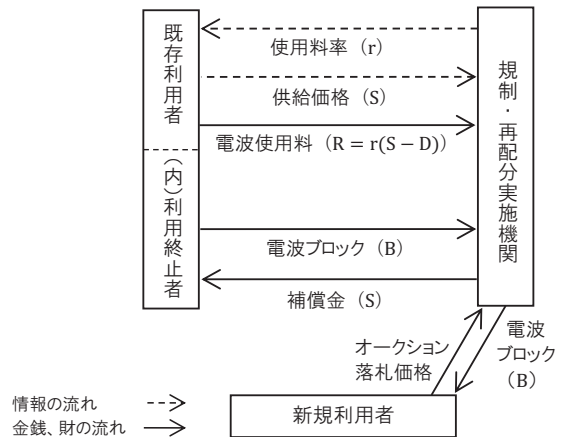 既存利用者
（内）利用終止者
使用料率（r）
供給価格（S）
電波使用料（R = r(S − D)）
電波ブロック（B）
補償金（S）
規制・再配分実施機関
オークション
落札価格
電波
ブロック
（B）
新規利用者
情報の流れ
金銭、財の流れ